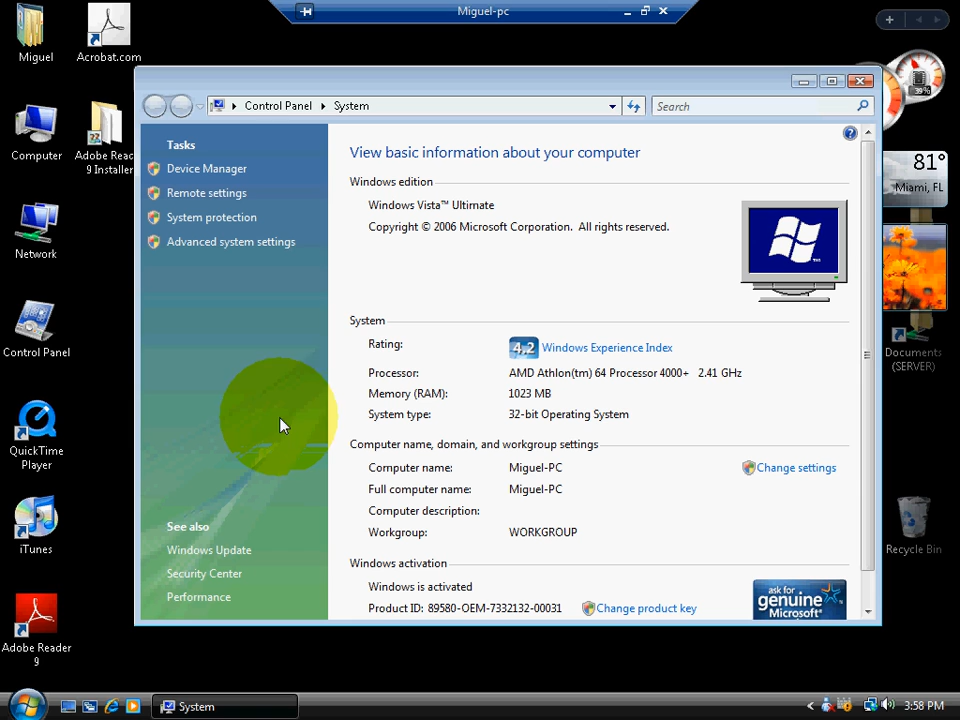 Miguel-pc
Miguel
Acrobat.com
Computer
Adobe Reac
9 Installer
Network
Control Panel
QuickTime
Player
iTunes
Adobe Reader
9
Control Panel
System
Search
Tasks
Device Manager
Remote settings
System protection
Advanced system settings
See also
Windows Update
Security Center
Performance
View basic information about your computer
Windows edition
Windows Vista™ Ultimate
Copyright © 2006 Microsoft Corporation. All rights reserved.
System
Rating: 4.2 Windows Experience Index
Processor: AMD Athlon(tm) 64 Processor 4000+ 2.41 GHz
Memory (RAM): 1023 MB
System type: 32-bit Operating System
Computer name, domain, and workgroup settings
Computer name: Miguel-PC Change settings
Full computer name: Miguel-PC
Computer description:
Workgroup: WORKGROUP
Windows activation
Windows is activated
Product ID: 89580-OEM-7332132-00031 Change product key
ask for
genuine
Microsoft®
39%
81°
Miami, FL
Documents
(SERVER)
Recycle Bin
System
3:58 PM